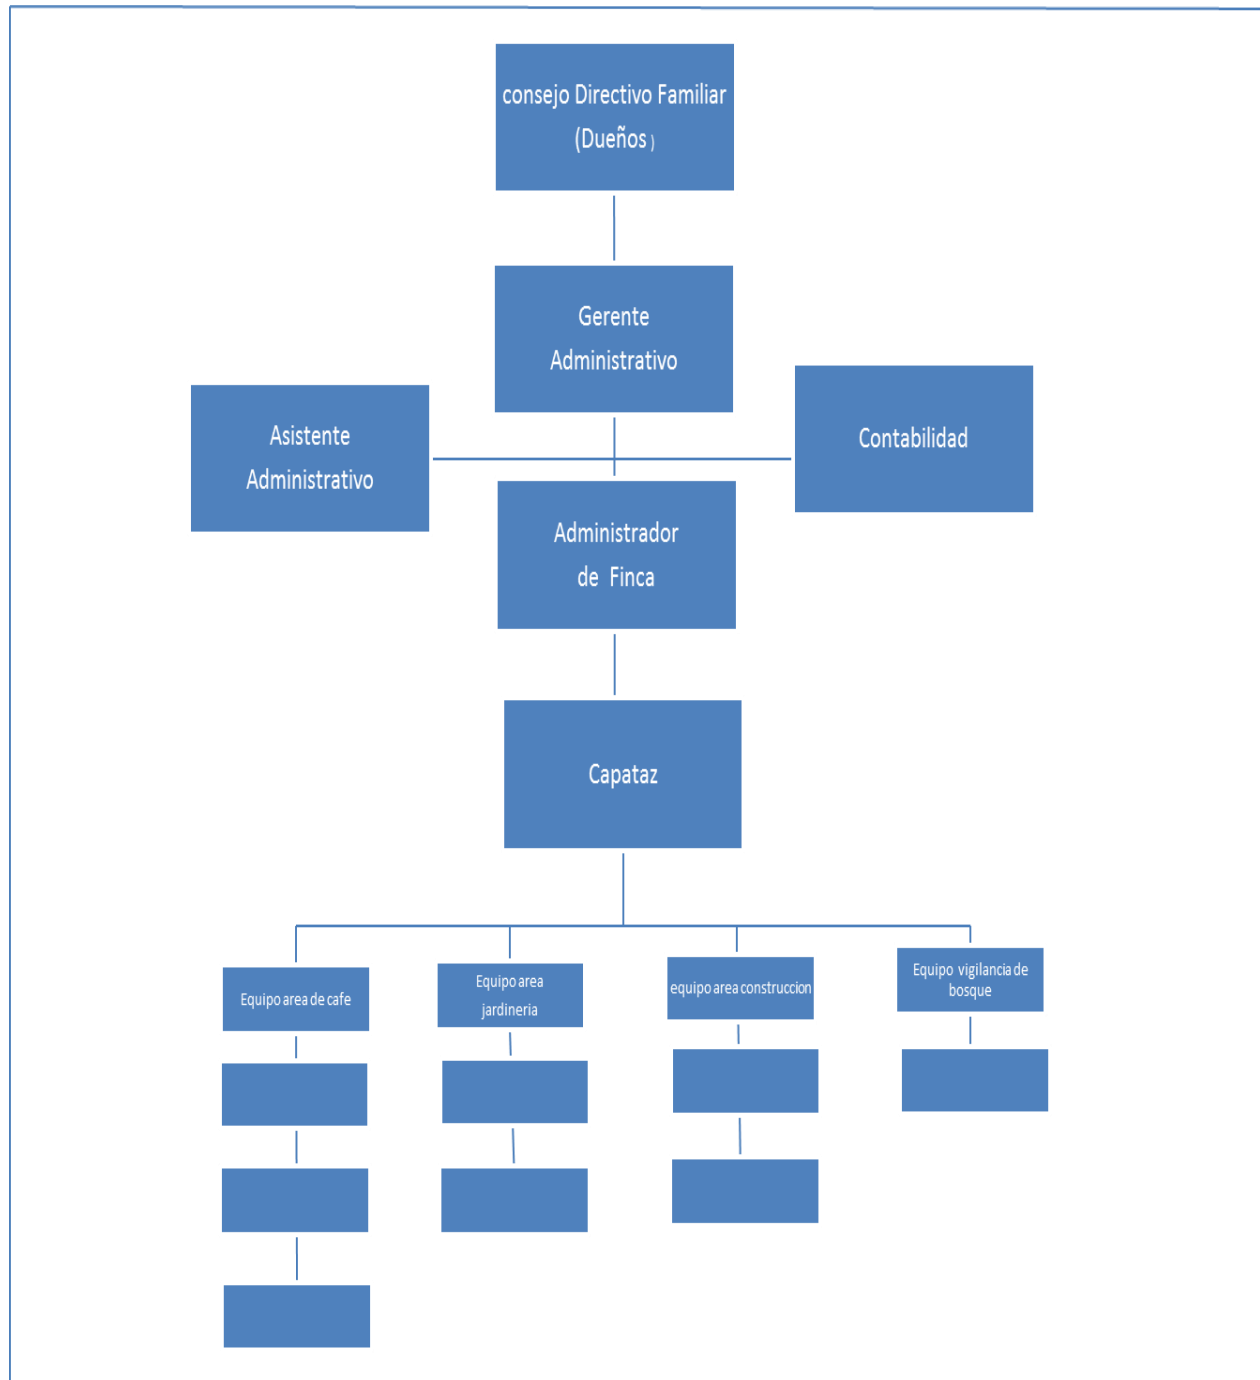 consejo Directivo Familiar
(Dueños )
Gerente
Administrativo
Asistente
Administrativo
Contabilidad
Administrador
de Finca
Capataz
Equipo area de cafe
Equipo area
jardineria
equipo area construccion
Equipo vigilancia de
bosque